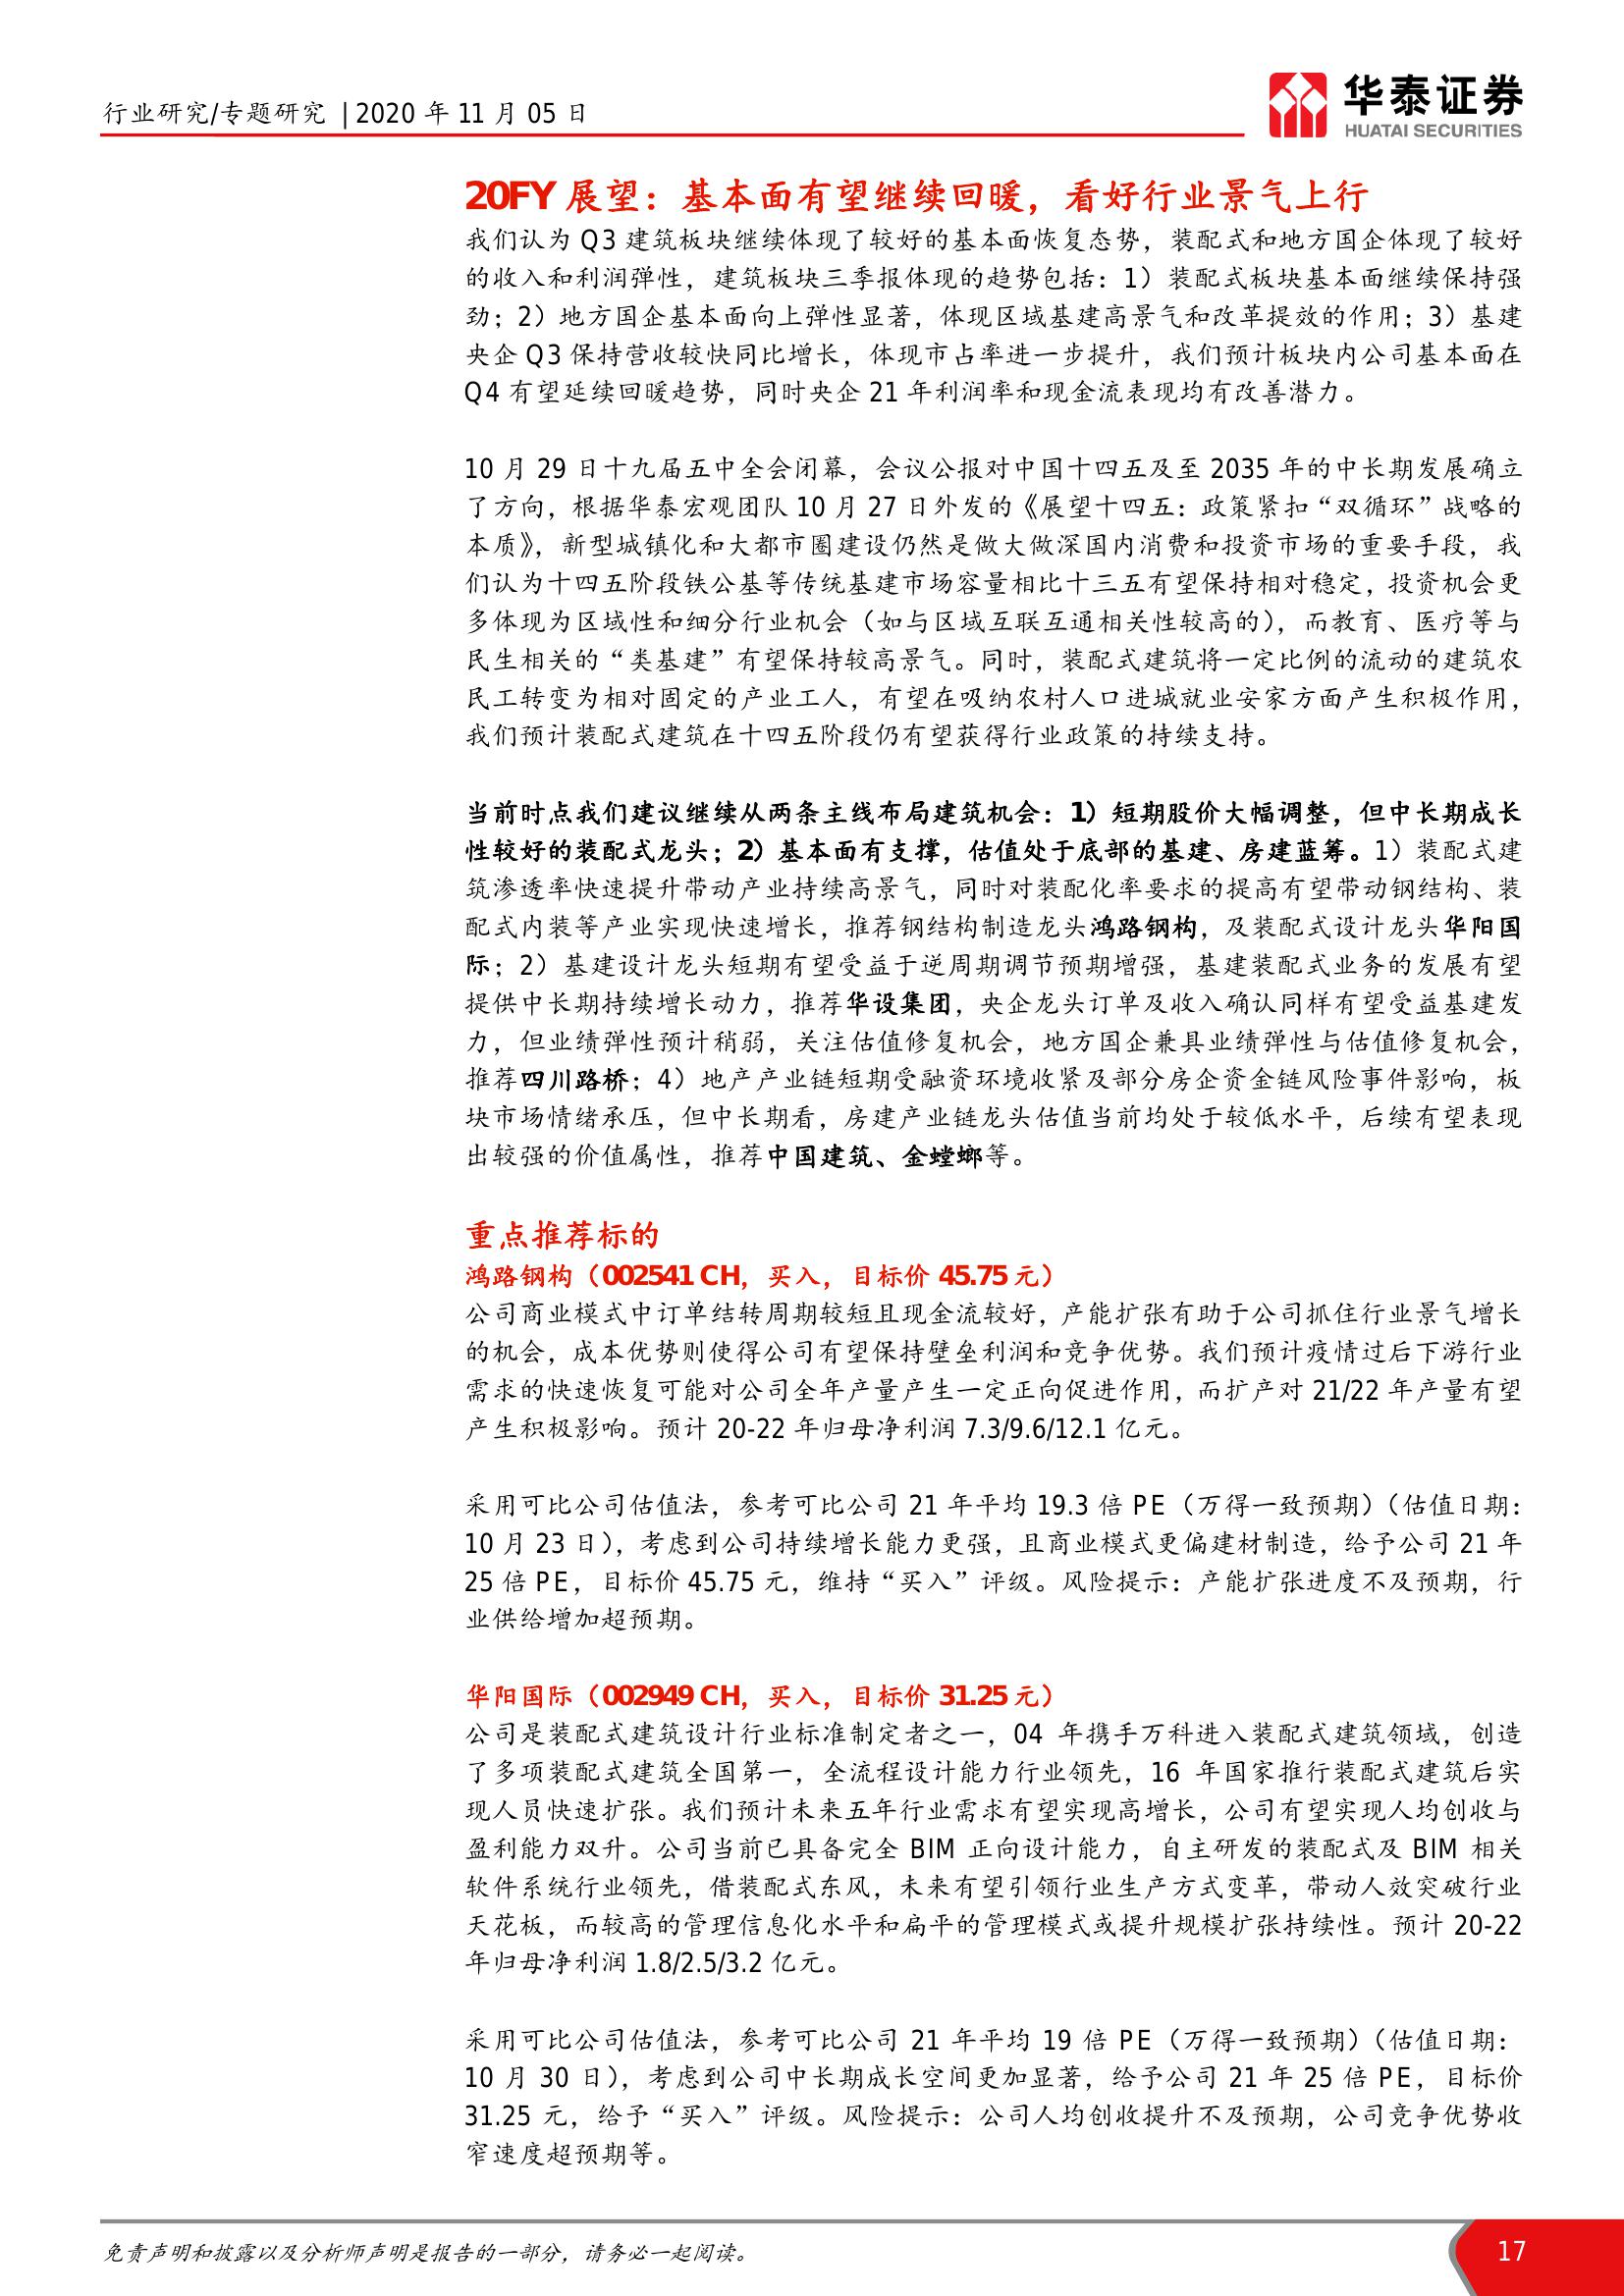 行业研究/专题研究 | 2020 年 11 月 05 日
华泰证券
HUATAI SECURITIES
20FY 展望：基本面有望继续回暖，看好行业景气上行
我们认为 Q3 建筑板块继续体现了较好的基本面恢复态势，装配式和地方国企体现了较好
的收入和利润弹性，建筑板块三季报体现的趋势包括：1）装配式板块基本面继续保持强
劲；2）地方国企基本面向上弹性显著，体现区域基建高景气和改革提效的作用；3）基建
央企 Q3 保持营收较快同比增长，体现市占率进一步提升，我们预计板块内公司基本面在
Q4 有望延续回暖趋势，同时央企 21 年利润率和现金流表现均有改善潜力。
10 月 29 日十九届五中全会闭幕，会议公报对中国十四五及至 2035 年的中长期发展确立
了方向，根据华泰宏观团队 10 月 27 日外发的《展望十四五：政策紧扣“双循环”战略的
本质》，新型城镇化和大都市圈建设仍然是做大做深国内消费和投资市场的重要手段，我
们认为十四五阶段铁公基等传统基建市场容量相比十三五有望保持相对稳定，投资机会更
多体现为区域性和细分行业机会（如与区域互联互通相关性较高的），而教育、医疗等与
民生相关的“类基建”有望保持较高景气。同时，装配式建筑将一定比例的流动的建筑农
民工转变为相对固定的产业工人，有望在吸纳农村人口进城就业安家方面产生积极作用，
我们预计装配式建筑在十四五阶段仍有望获得行业政策的持续支持。
当前时点我们建议继续从两条主线布局建筑机会：1）短期股价大幅调整，但中长期成长
性较好的装配式龙头；2）基本面有支撑，估值处于底部的基建、房建蓝筹。1）装配式建
筑渗透率快速提升带动产业持续高景气，同时对装配化率要求的提高有望带动钢结构、装
配式内装等产业实现快速增长，推荐钢结构制造龙头鸿路钢构，及装配式设计龙头华阳国
际；2）基建设计龙头短期有望受益于逆周期调节预期增强，基建装配式业务的发展有望
提供中长期持续增长动力，推荐华设集团，央企龙头订单及收入确认同样有望受益基建发
力，但业绩弹性预计稍弱，关注估值修复机会，地方国企兼具业绩弹性与估值修复机会，
推荐四川路桥；4）地产产业链短期受融资环境收紧及部分房企资金链风险事件影响，板
块市场情绪承压，但中长期看，房建产业链龙头估值当前均处于较低水平，后续有望表现
出较强的价值属性，推荐中国建筑、金螳螂等。
重点推荐标的
鸿路钢构（002541 CH，买入，目标价 45.75 元）
公司商业模式中订单结转周期较短且现金流较好，产能扩张有助于公司抓住行业景气增长
的机会，成本优势则使得公司有望保持壁垒利润和竞争优势。我们预计疫情过后下游行业
需求的快速恢复可能对公司全年产量产生一定正向促进作用，而扩产对 21/22 年产量有望
产生积极影响。预计 20-22 年归母净利润 7.3/9.6/12.1 亿元。
采用可比公司估值法，参考可比公司 21 年平均 19.3 倍 PE（万得一致预期）（估值日期：
10 月 23 日），考虑到公司持续增长能力更强，且商业模式更偏建材制造，给予公司 21 年
25 倍 PE，目标价 45.75 元，维持“买入”评级。风险提示：产能扩张进度不及预期，行
业供给增加超预期。
华阳国际（002949 CH，买入，目标价 31.25 元）
公司是装配式建筑设计行业标准制定者之一，04 年携手万科进入装配式建筑领域，创造
了多项装配式建筑全国第一，全流程设计能力行业领先，16 年国家推行装配式建筑后实
现人员快速扩张。我们预计未来五年行业需求有望实现高增长，公司有望实现人均创收与
盈利能力双升。公司当前已具备完全 BIM 正向设计能力，自主研发的装配式及 BIM 相关
软件系统行业领先，借装配式东风，未来有望引领行业生产方式变革，带动人效突破行业
天花板，而较高的管理信息化水平和扁平的管理模式或提升规模扩张持续性。预计 20-22
年归母净利润 1.8/2.5/3.2 亿元。
采用可比公司估值法，参考可比公司 21 年平均 19 倍 PE（万得一致预期）（估值日期：
10 月 30 日），考虑到公司中长期成长空间更加显著，给予公司 21 年 25 倍 PE，目标价
31.25 元，给予“买入”评级。风险提示：公司人均创收提升不及预期，公司竞争优势收
窄速度超预期等。
免责声明和披露以及分析师声明是报告的一部分，请务必一起阅读。
17